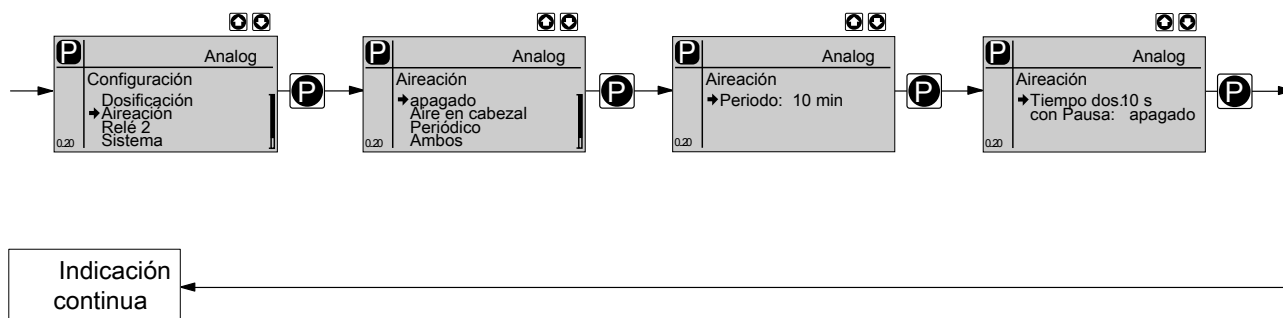 P Analog
Configuración
Dosificación
Aireación
Relé 2
Sistema
0.20
P
P Analog
Aireación
apagado
Aire en cabezal
Periódico
Ambos
0.20
P
P Analog
Aireación
Periodo: 10 min
0.20
P
P Analog
Aireación
Tiempo dos.10 s
con Pausa: apagado
0.20
P
Indicación
continua